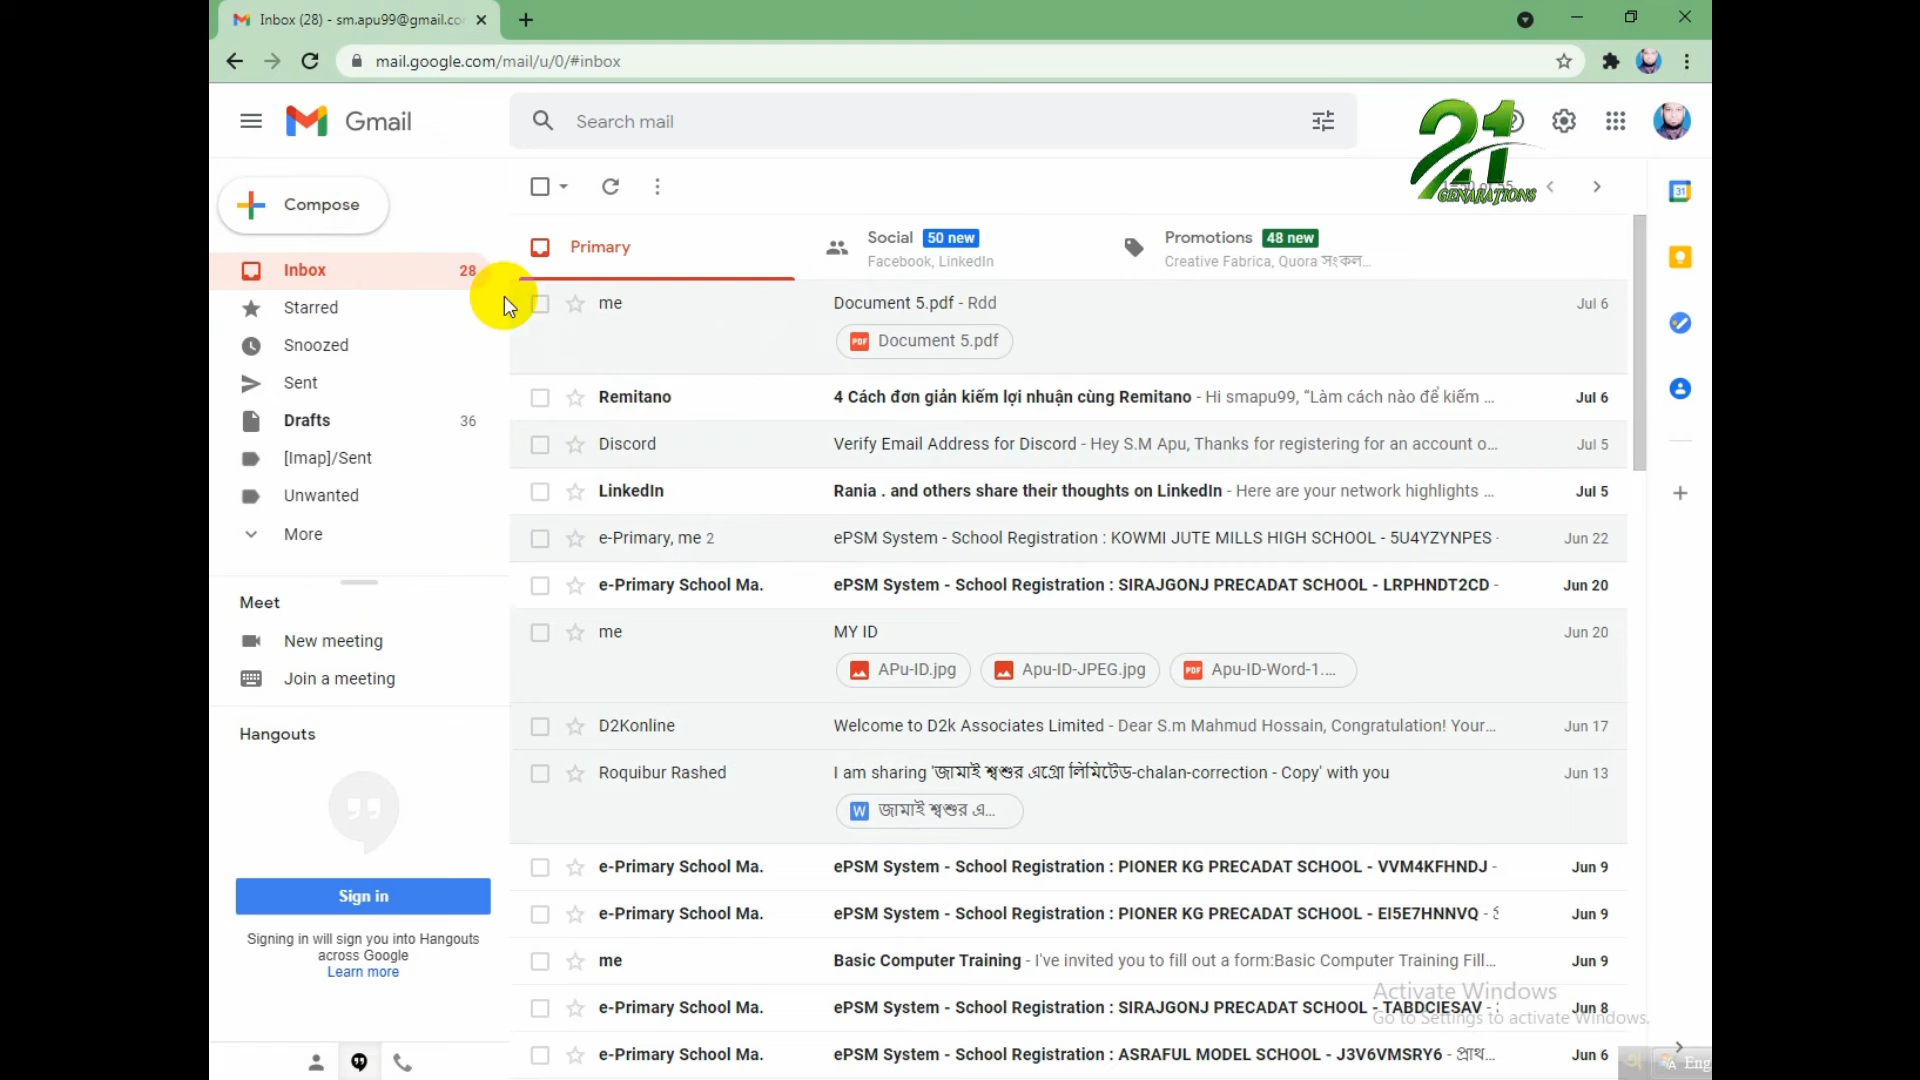 Inbox (28) - sm.apu99@gmail.co
mail.google.com/mail/u/0/#inbox
Gmail
Search mail
21
GENARATIONS
Compose
Primary
Social 50 new
Facebook, LinkedIn
Promotions 48 new
Creative Fabrica, Quora সংকল...
Inbox 28
Starred
Snoozed
Sent
Drafts 36
[Imap]/Sent
Unwanted
More
Meet
New meeting
Join a meeting
Hangouts
Sign in
Signing in will sign you into Hangouts
across Google
Learn more
me Document 5.pdf - Rdd Jul 6
PDF Document 5.pdf
Remitano 4 Cách đơn giản kiếm lợi nhuận cùng Remitano - Hi smapu99, “Làm cách nào để kiếm ... Jul 6
Discord Verify Email Address for Discord - Hey S.M Apu, Thanks for registering for an account o... Jul 5
LinkedIn Rania . and others share their thoughts on LinkedIn - Here are your network highlights ... Jul 5
e-Primary, me 2 ePSM System - School Registration : KOWMI JUTE MILLS HIGH SCHOOL - 5U4YZYNPES - Jun 22
e-Primary School Ma. ePSM System - School Registration : SIRAJGONJ PRECADAT SCHOOL - LRPHNDT2CD - Jun 20
me MY ID Jun 20
APu-ID.jpg Apu-ID-JPEG.jpg PDF Apu-ID-Word-1....
D2Konline Welcome to D2k Associates Limited - Dear S.m Mahmud Hossain, Congratulation! Your... Jun 17
Roquibur Rashed I am sharing 'জামাই শ্বশুর এগ্রো লিমিটেড-chalan-correction - Copy' with you Jun 13
W জামাই শ্বশুর এ...
e-Primary School Ma. ePSM System - School Registration : PIONER KG PRECADAT SCHOOL - VVM4KFHNDJ - Jun 9
e-Primary School Ma. ePSM System - School Registration : PIONER KG PRECADAT SCHOOL - EI5E7HNNVQ - Jun 9
me Basic Computer Training - I've invited you to fill out a form:Basic Computer Training Fill... Jun 9
e-Primary School Ma. ePSM System - School Registration : SIRAJGONJ PRECADAT SCHOOL - TABDCIESAV - Jun 8
e-Primary School Ma. ePSM System - School Registration : ASRAFUL MODEL SCHOOL - J3V6VMSRY6 - প্রাথ... Jun 6
31
Activate Windows
Go to Settings to activate Windows.
Eng